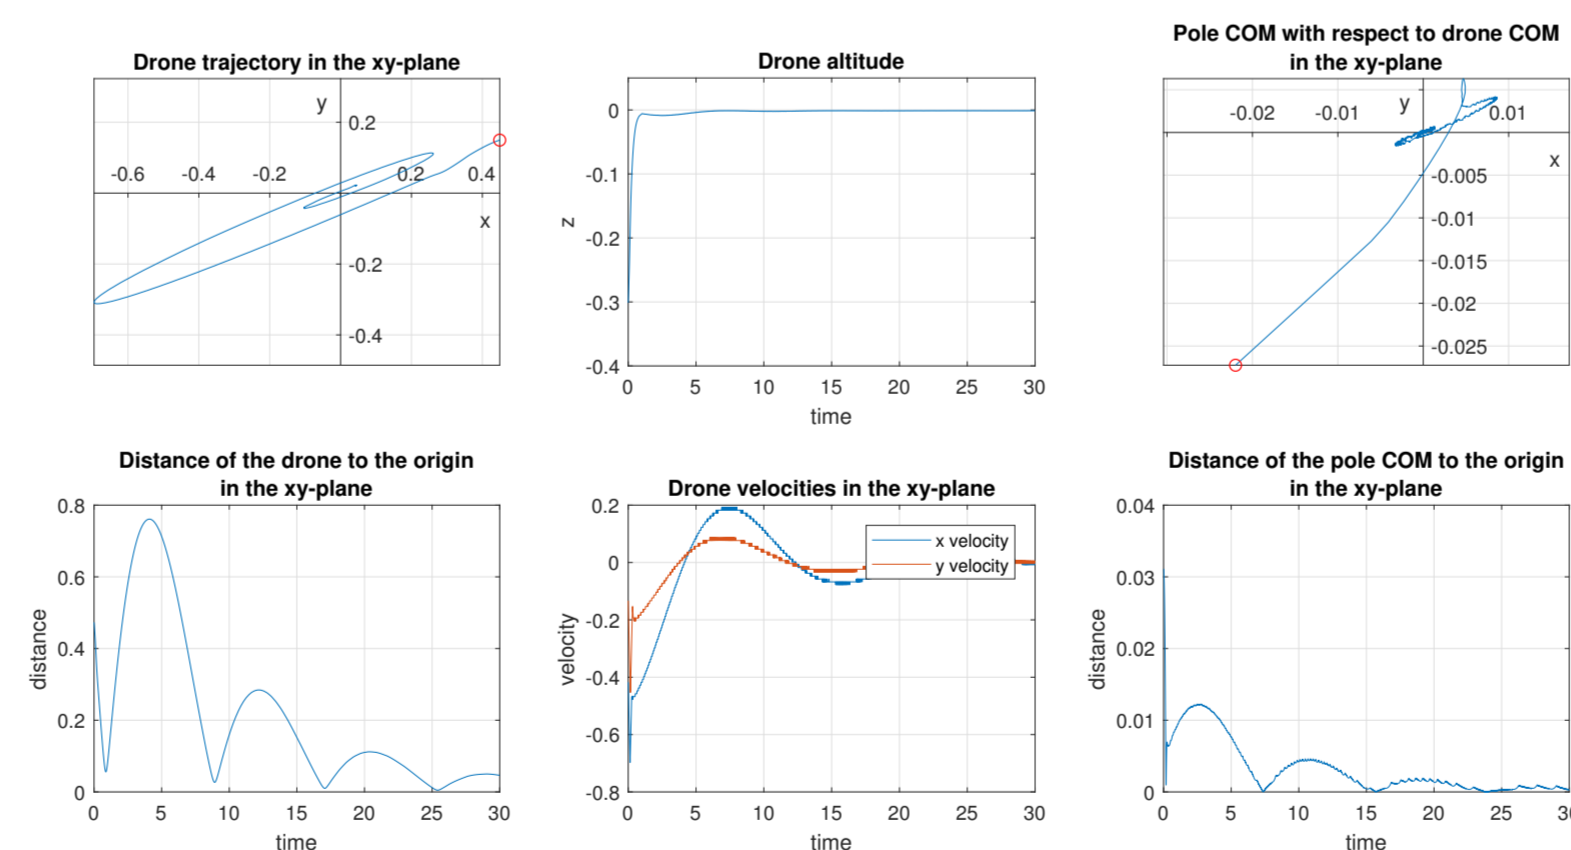 Drone trajectory in the xy-plane
y
0.2
-0.6 -0.4 -0.2 0.2 0.4
x
-0.2
-0.4
Drone altitude
0
-0.1
-0.2
-0.3
-0.4
z
0 5 10 15 20 25 30
time
Pole COM with respect to drone COM
in the xy-plane
-0.02 -0.01 y 0.01
x
-0.005
-0.01
-0.015
-0.02
-0.025
Distance of the drone to the origin
in the xy-plane
0.8
0.6
0.4
0.2
0
distance
0 5 10 15 20 25 30
time
Drone velocities in the xy-plane
0.2
0
-0.2
-0.4
-0.6
-0.8
velocity
x velocity
y velocity
0 5 10 15 20 25 30
time
Distance of the pole COM to the origin
in the xy-plane
0.04
0.03
0.02
0.01
0
distance
0 5 10 15 20 25
time